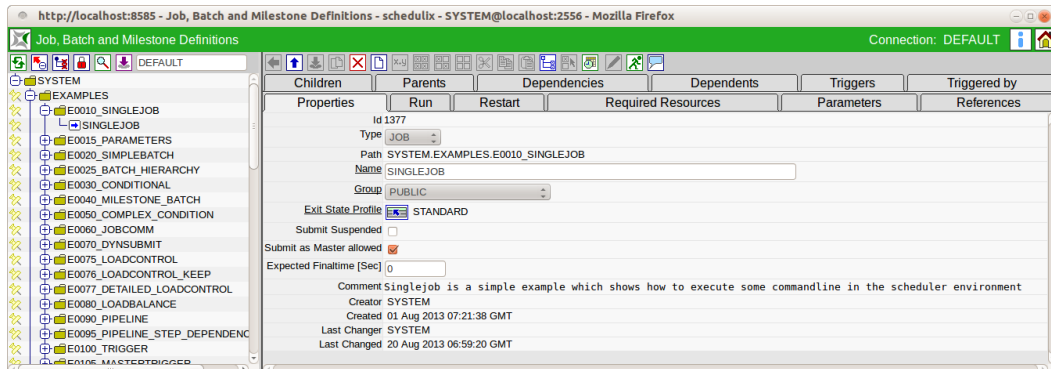 http://localhost:8585 - Job, Batch and Milestone Definitions - schedulix - SYSTEM@localhost:2556 - Mozilla Firefox
Job, Batch and Milestone Definitions
Connection: DEFAULT
DEFAULT
SYSTEM
EXAMPLES
E0010_SINGLEJOB
SINGLEJOB
E0015_PARAMETERS
E0020_SIMPLEBATCH
E0025_BATCH_HIERARCHY
E0030_CONDITIONAL
E0040_MILESTONE_BATCH
E0050_COMPLEX_CONDITION
E0060_JOBCOMM
E0070_DYNSUBMIT
E0075_LOADCONTROL
E0076_LOADCONTROL_KEEP
E0077_DETAILED_LOADCONTROL
E0080_LOADBALANCE
E0090_PIPELINE
E0095_PIPELINE_STEP_DEPENDENC
E0100_TRIGGER
E0105_MASTERTRIGGER
Children Parents Dependencies Dependents Triggers Triggered by
Properties Run Restart Required Resources Parameters References
Id 1377
Type JOB
Path SYSTEM.EXAMPLES.E0010_SINGLEJOB
Name SINGLEJOB
Group PUBLIC
Exit State Profile STANDARD
Submit Suspended
Submit as Master allowed
Expected Finaltime [Sec] 0
Comment Singlejob is a simple example which shows how to execute some commandline in the scheduler environment
Creator SYSTEM
Created 01 Aug 2013 07:21:38 GMT
Last Changer SYSTEM
Last Changed 20 Aug 2013 06:59:20 GMT